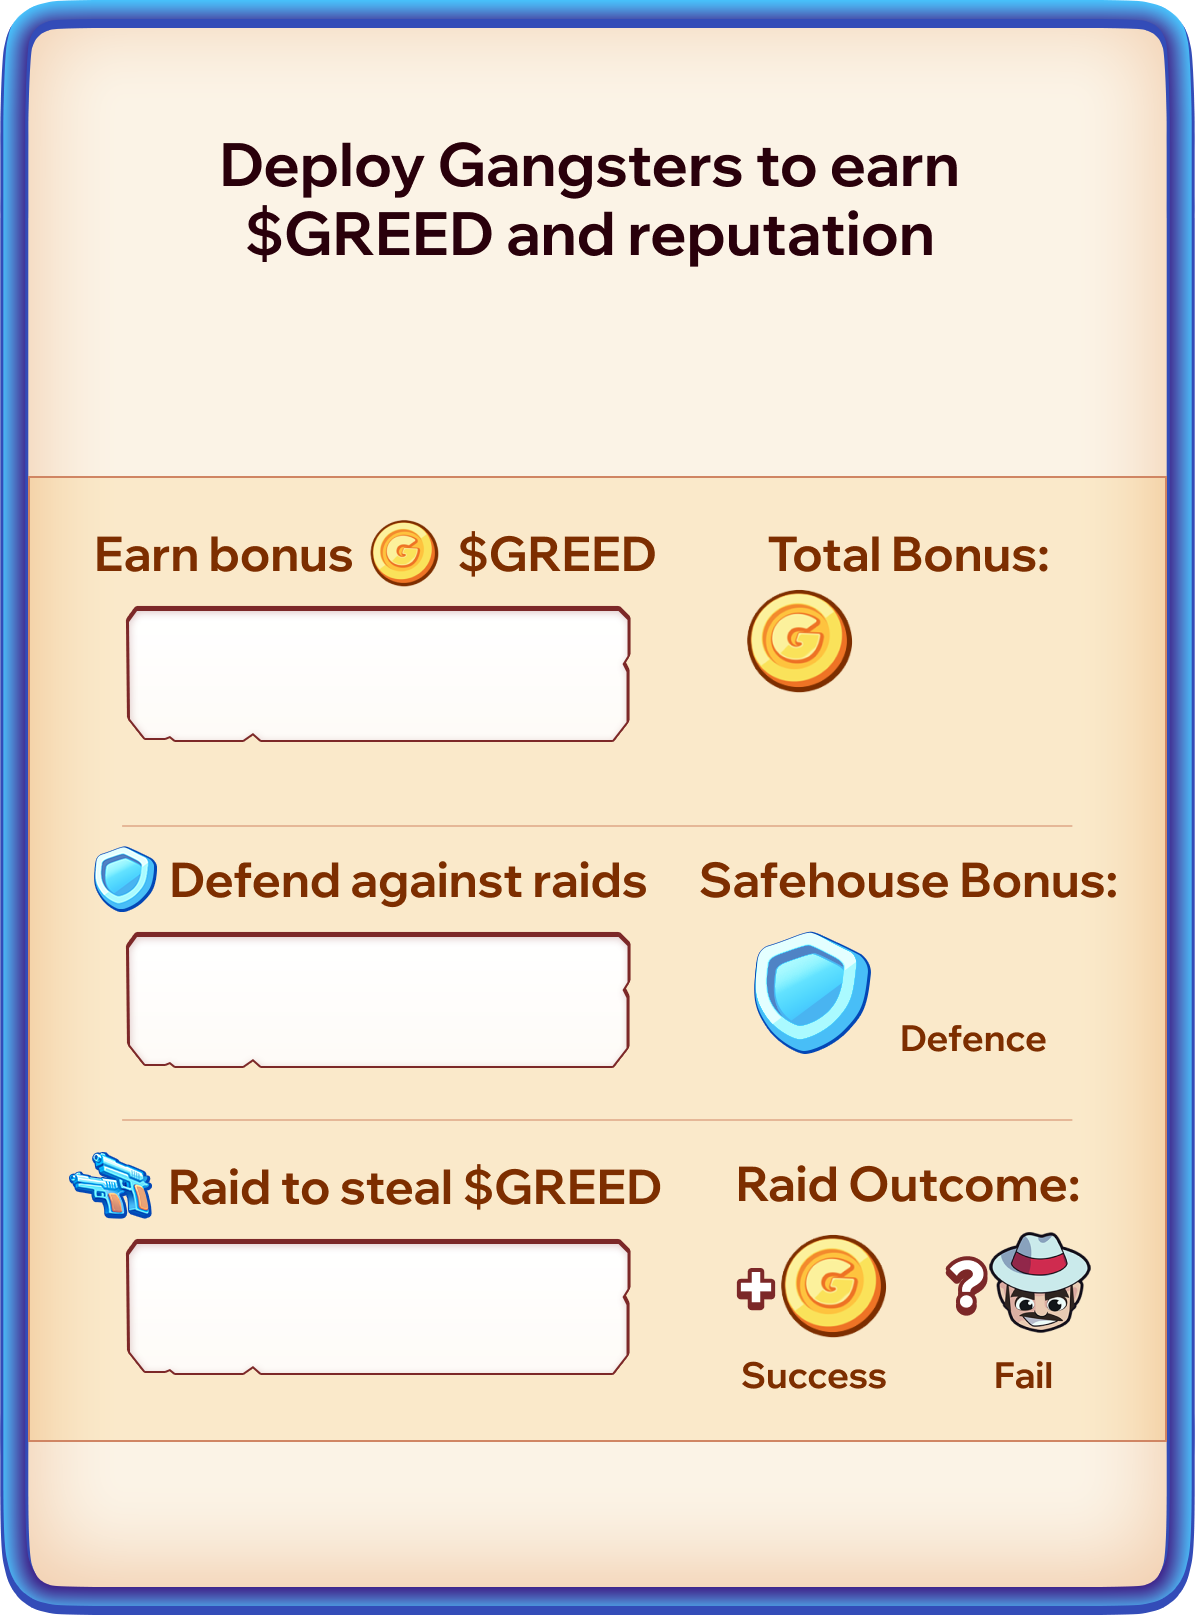 Deploy Gangsters to earn
$GREED and reputation
Earn bonus G $GREED
Total Bonus:
G
Defend against raids
Safehouse Bonus:
Defence
Raid to steal $GREED
Raid Outcome:
+ G
?
Success
Fail